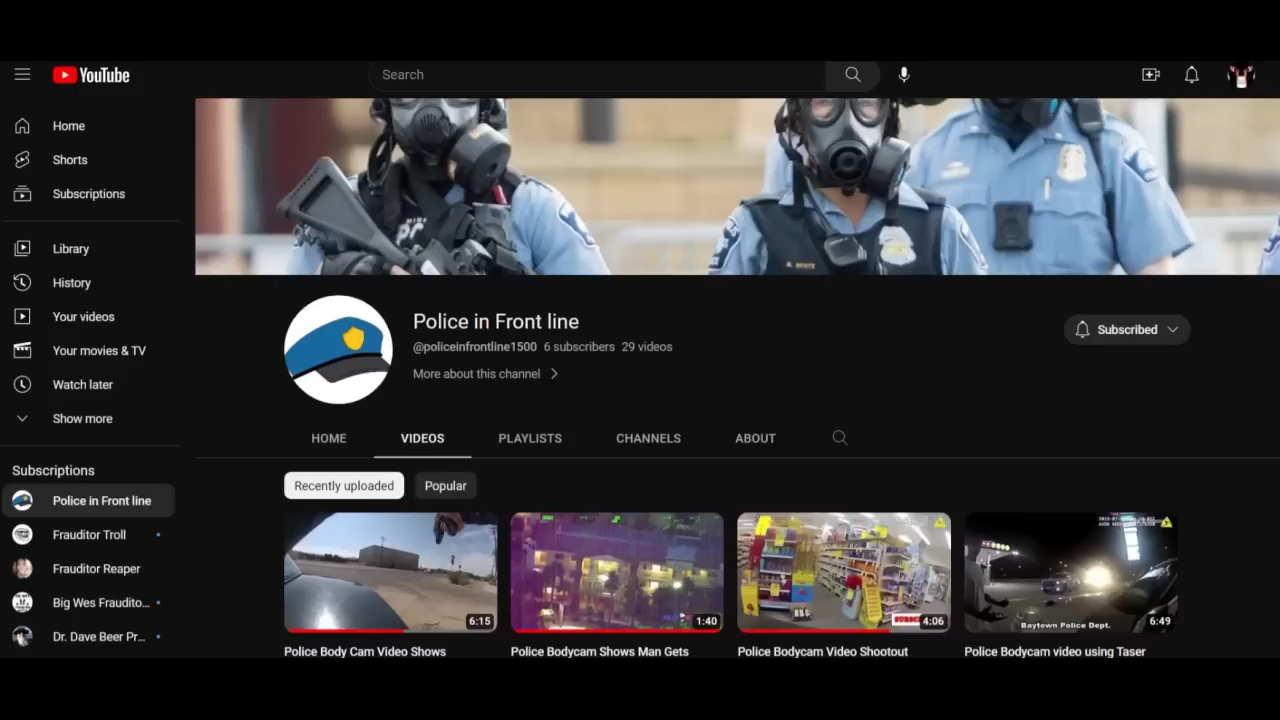 YouTube
Search
Home
Shorts
Subscriptions
Library
History
Your videos
Your movies & TV
Watch later
Show more
Subscriptions
Police in Front line
Frauditor Troll
Frauditor Reaper
Big Wes Fraudito...
Dr. Dave Beer Pr...
Police in Front line
@policeinfrontline1500 6 subscribers 29 videos
More about this channel
Subscribed
HOME VIDEOS PLAYLISTS CHANNELS ABOUT
Recently uploaded Popular
6:15
1:40
4:06
Baytown Police Dept.
6:49
Police Body Cam Video Shows
Police Bodycam Shows Man Gets
Police Bodycam Video Shootout
Police Bodycam video using Taser